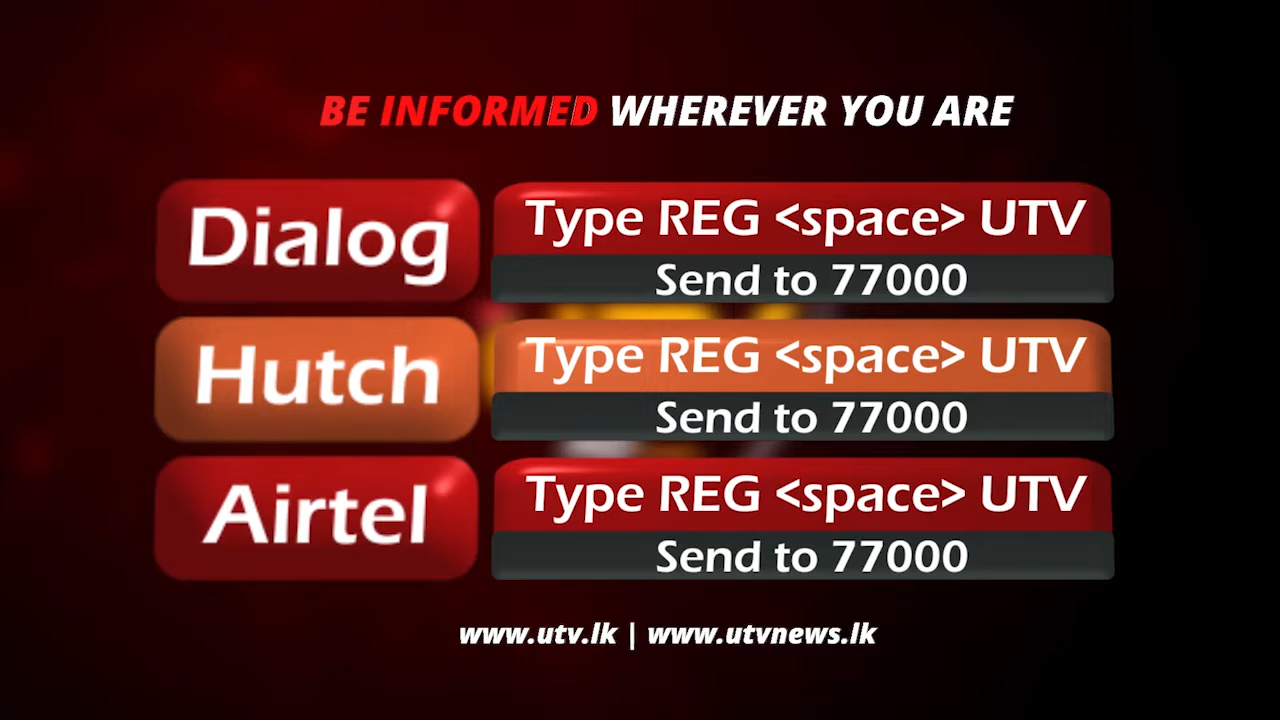 BE INFORMED WHEREVER YOU ARE
Dialog
Type REG <space> UTV
Send to 77000
Hutch
Type REG <space> UTV
Send to 77000
Airtel
Type REG <space> UTV
Send to 77000
www.utv.lk | www.utvnews.lk